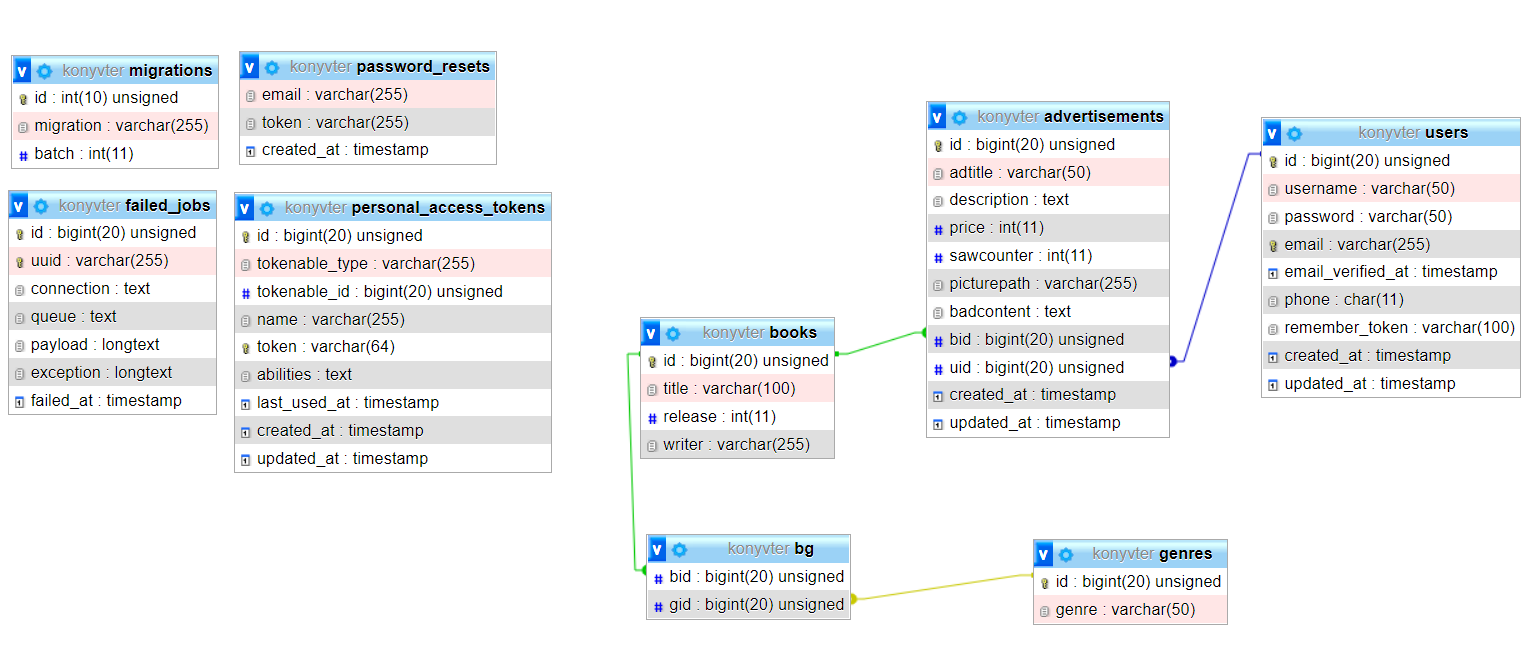 v konyvter migrations
id : int(10) unsigned
migration : varchar(255)
# batch : int(11)
v konyvter password_resets
email : varchar(255)
token : varchar(255)
created_at : timestamp
v konyvter failed_jobs
id : bigint(20) unsigned
uuid : varchar(255)
connection : text
queue : text
payload : longtext
exception : longtext
failed_at : timestamp
v konyvter personal_access_tokens
id : bigint(20) unsigned
tokenable_type : varchar(255)
# tokenable_id : bigint(20) unsigned
name : varchar(255)
token : varchar(64)
abilities : text
last_used_at : timestamp
created_at : timestamp
updated_at : timestamp
v konyvter books
id : bigint(20) unsigned
title : varchar(100)
# release : int(11)
writer : varchar(255)
v konyvter advertisements
id : bigint(20) unsigned
adtitle : varchar(50)
description : text
# price : int(11)
# sawcounter : int(11)
picturepath : varchar(255)
badcontent : text
# bid : bigint(20) unsigned
# uid : bigint(20) unsigned
created_at : timestamp
updated_at : timestamp
v konyvter users
id : bigint(20) unsigned
username : varchar(50)
password : varchar(50)
email : varchar(255)
email_verified_at : timestamp
phone : char(11)
remember_token : varchar(100)
created_at : timestamp
updated_at : timestamp
v konyvter bg
# bid : bigint(20) unsigned
# gid : bigint(20) unsigned
v konyvter genres
id : bigint(20) unsigned
genre : varchar(50)